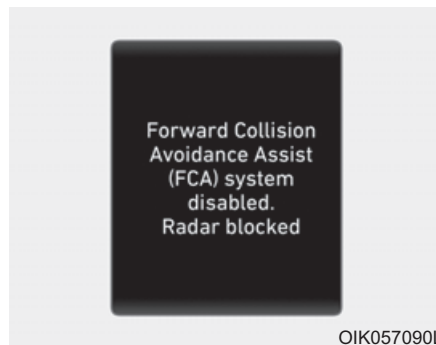 Forward Collision
Avoidance Assist
(FCA) system
disabled.
Radar blocked
OIK057090L